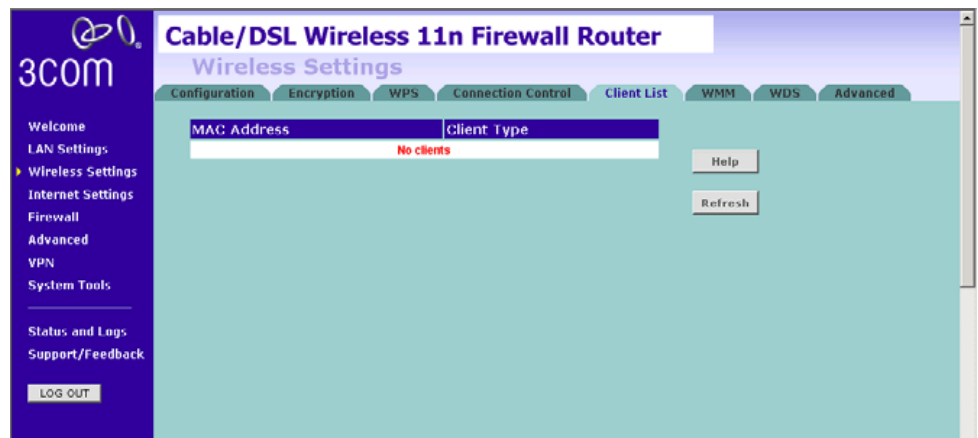 3COM
Cable/DSL Wireless 11n Firewall Router
Wireless Settings
Configuration Encryption WPS Connection Control Client List WMM WDS Advanced
Welcome
LAN Settings
Wireless Settings
Internet Settings
Firewall
Advanced
VPN
System Tools
Status and Logs
Support/Feedback
LOG OUT
MAC Address Client Type
No clients
Help
Refresh